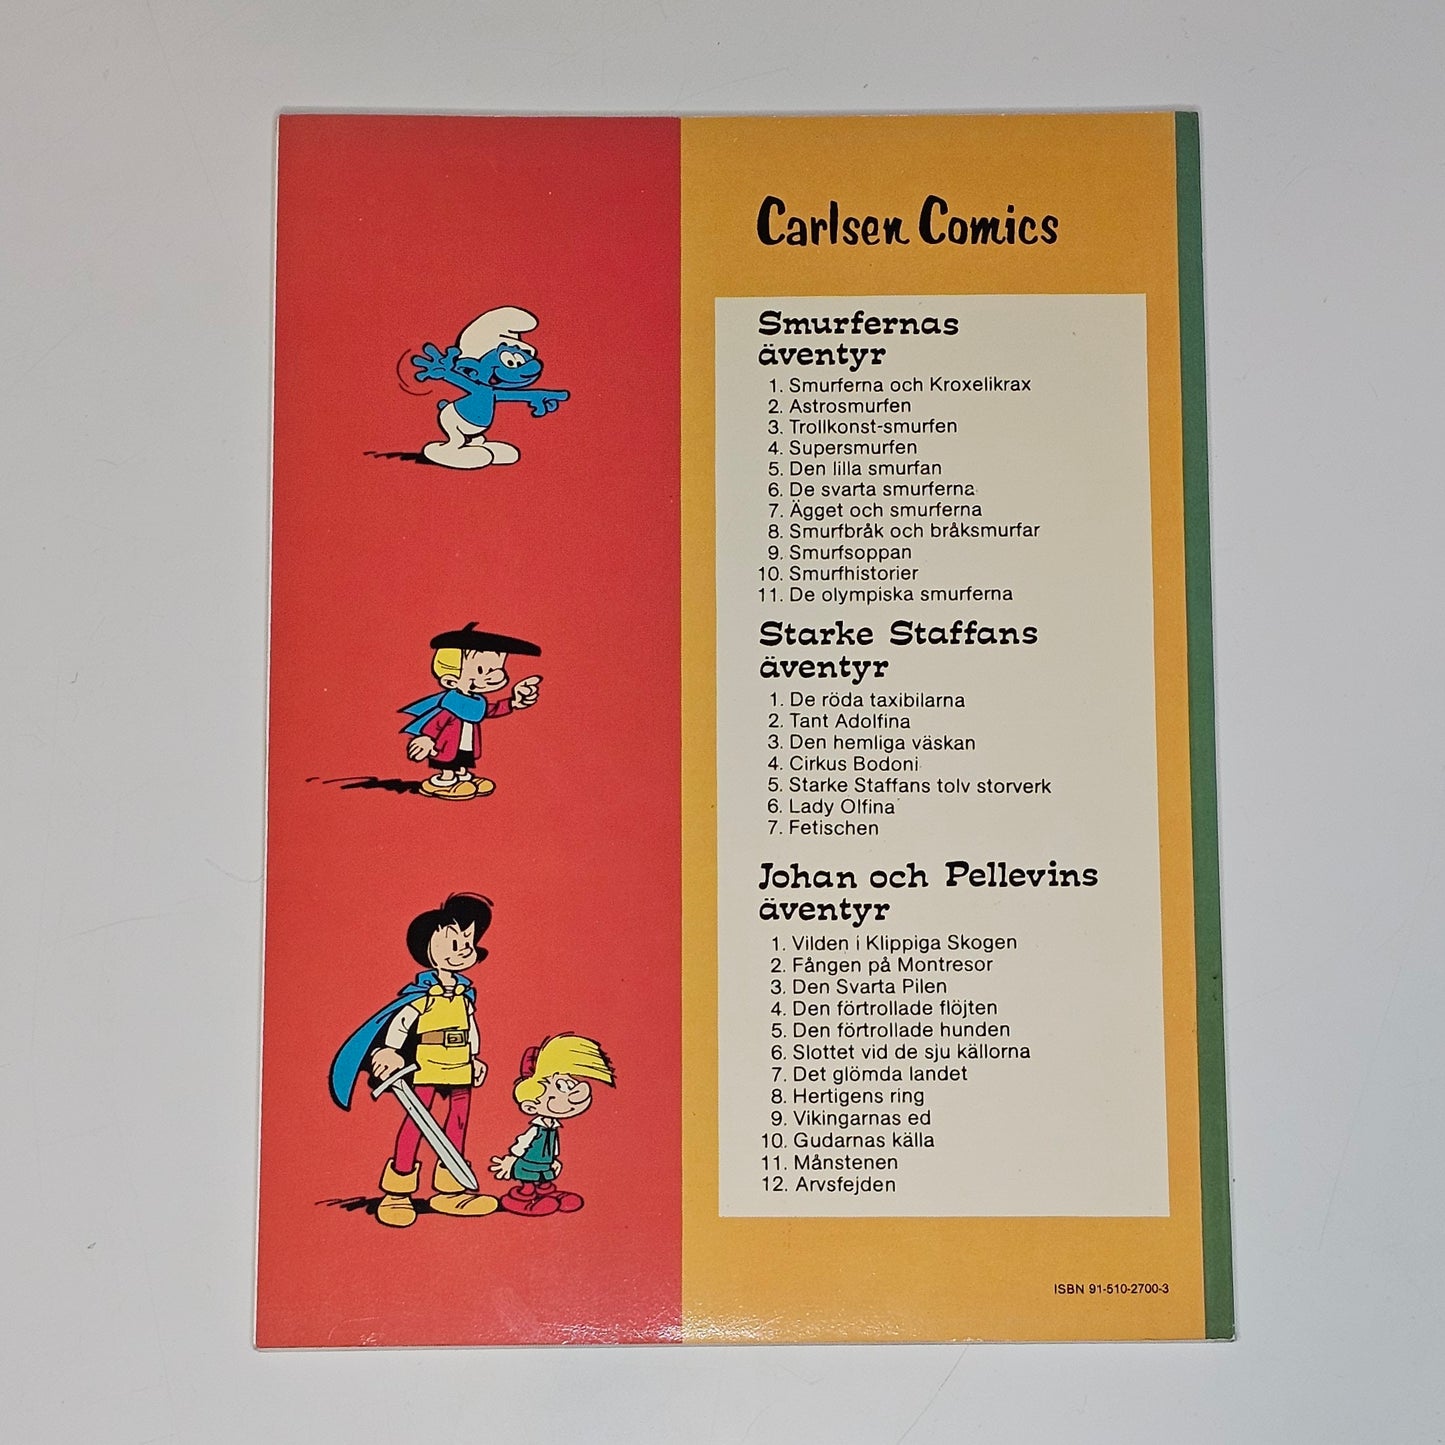 Carlsen Comics
Smurfernas
äventyr
1. Smurferna och Kroxelikrax
2. Astrosmurfen
3. Trollkonst-smurfen
4. Supersmurfen
5. Den lilla smurfan
6. De svarta smurferna
7. Ägget och smurferna
8. Smurfbråk och bråksmurfar
9. Smurfsoppan
10. Smurfhistorier
11. De olympiska smurferna
Starke Staffans
äventyr
1. De röda taxibilarna
2. Tant Adolfina
3. Den hemliga väskan
4. Cirkus Bodoni
5. Starke Staffans tolv storverk
6. Lady Olfina
7. Fetischen
Johan och Pellevins
äventyr
1. Vilden i Klippiga Skogen
2. Fången på Montresor
3. Den Svarta Pilen
4. Den förtrollade flöjten
5. Den förtrollade hunden
6. Slottet vid de sju källorna
7. Det glömda landet
8. Hertigens ring
9. Vikingarnas ed
10. Gudarnas källa
11. Månstenen
12. Arvsfejden
ISBN 91-510-2700-3